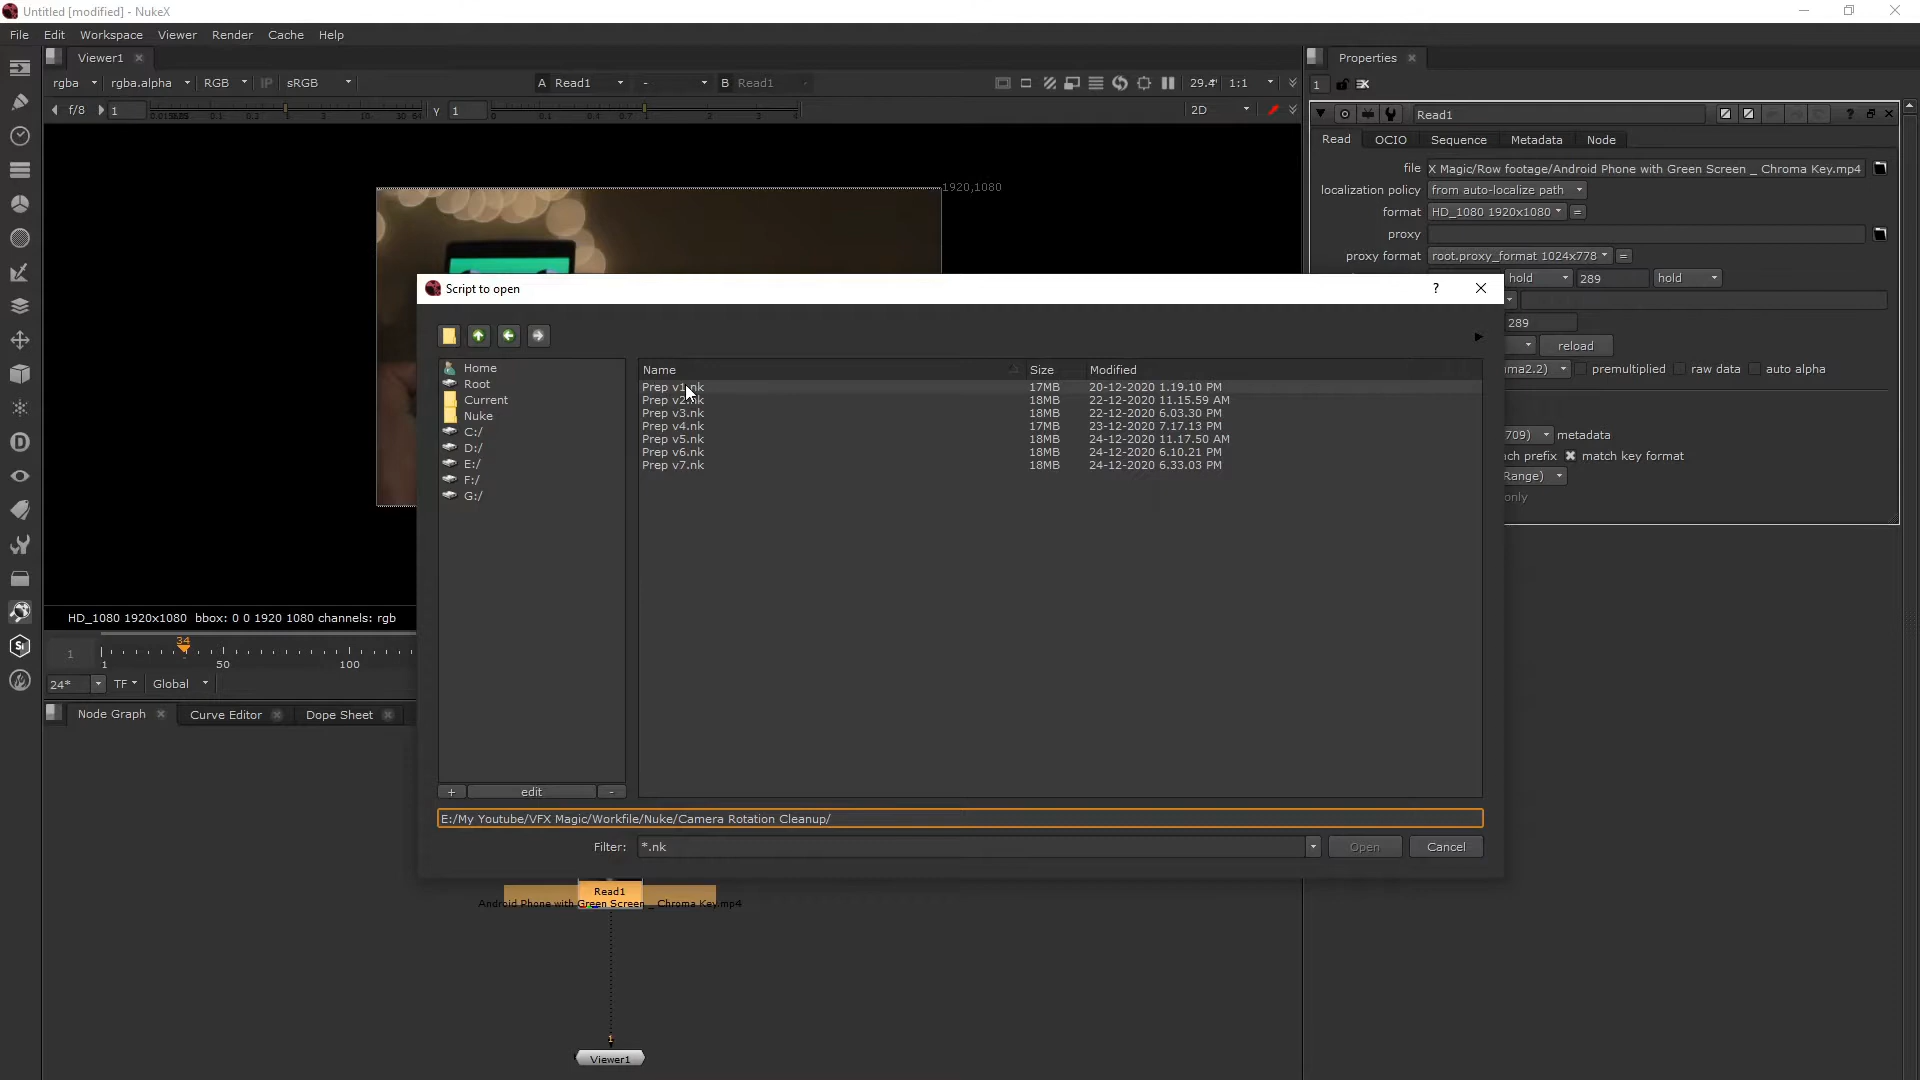 Untitled [modified] - NukeX
File Edit Workspace Viewer Render Cache Help
Viewer1
Properties
rgba rgba.alpha RGB IP sRGB A Read1 - B Read1 29.4 1:1
1
f/8 1 γ 1 2D
Read1
Read OCIO Sequence Metadata Node
file X Magic/Row footage/Android Phone with Green Screen _ Chroma Key.mp4
localization policy from auto-localize path
format HD_1080 1920x1080 =
proxy
proxy format root.proxy_format 1024x778 =
hold 289 hold
289
reload
premultiplied raw data auto alpha
709) metadata
ch prefix match key format
Range)
only
1920,1080
Script to open
Home
Root
Current
Nuke
C:/
D:/
E:/
F:/
G:/
+ edit -
Name Size Modified
Prep v1.nk 17MB 20-12-2020 1.19.10 PM
Prep v2.nk 18MB 22-12-2020 11.15.59 AM
Prep v3.nk 18MB 22-12-2020 6.03.30 PM
Prep v4.nk 17MB 23-12-2020 7.17.13 PM
Prep v5.nk 18MB 24-12-2020 11.17.50 AM
Prep v6.nk 18MB 24-12-2020 6.10.21 PM
Prep v7.nk 18MB 24-12-2020 6.33.03 PM
E:/My Youtube/VFX Magic/Workfile/Nuke/Camera Rotation Cleanup/
Filter: *.nk Open Cancel
HD_1080 1920x1080 bbox: 0 0 1920 1080 channels: rgb
34
1
1 50 100
24* TF Global
Node Graph Curve Editor Dope Sheet
Read1
Android Phone with Green Screen _ Chroma Key.mp4
1
Viewer1